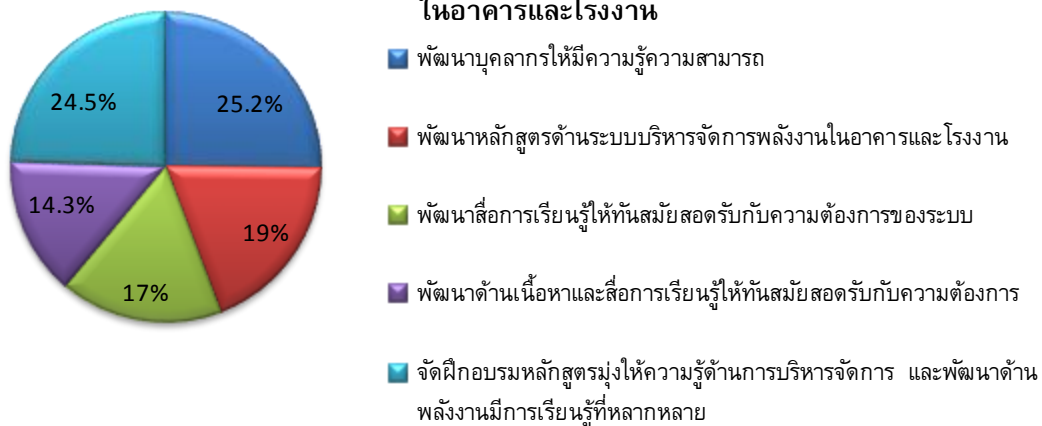 ในอาคารและโรงงาน
พัฒนาบุคลากรให้มีความรู้ความสามารถ
พัฒนาหลักสูตรด้านระบบบริหารจัดการพลังงานในอาคารและโรงงาน
พัฒนาสื่อการเรียนรู้ให้ทันสมัยสอดรับกับความต้องการของระบบ
พัฒนาด้านเนื้อหาและสื่อการเรียนรู้ให้ทันสมัยสอดรับกับความต้องการ
จัดฝึกอบรมหลักสูตรมุ่งให้ความรู้ด้านการบริหารจัดการ และพัฒนาด้าน
พลังงานมีการเรียนรู้ที่หลากหลาย
24.5%
25.2%
14.3%
19%
17%